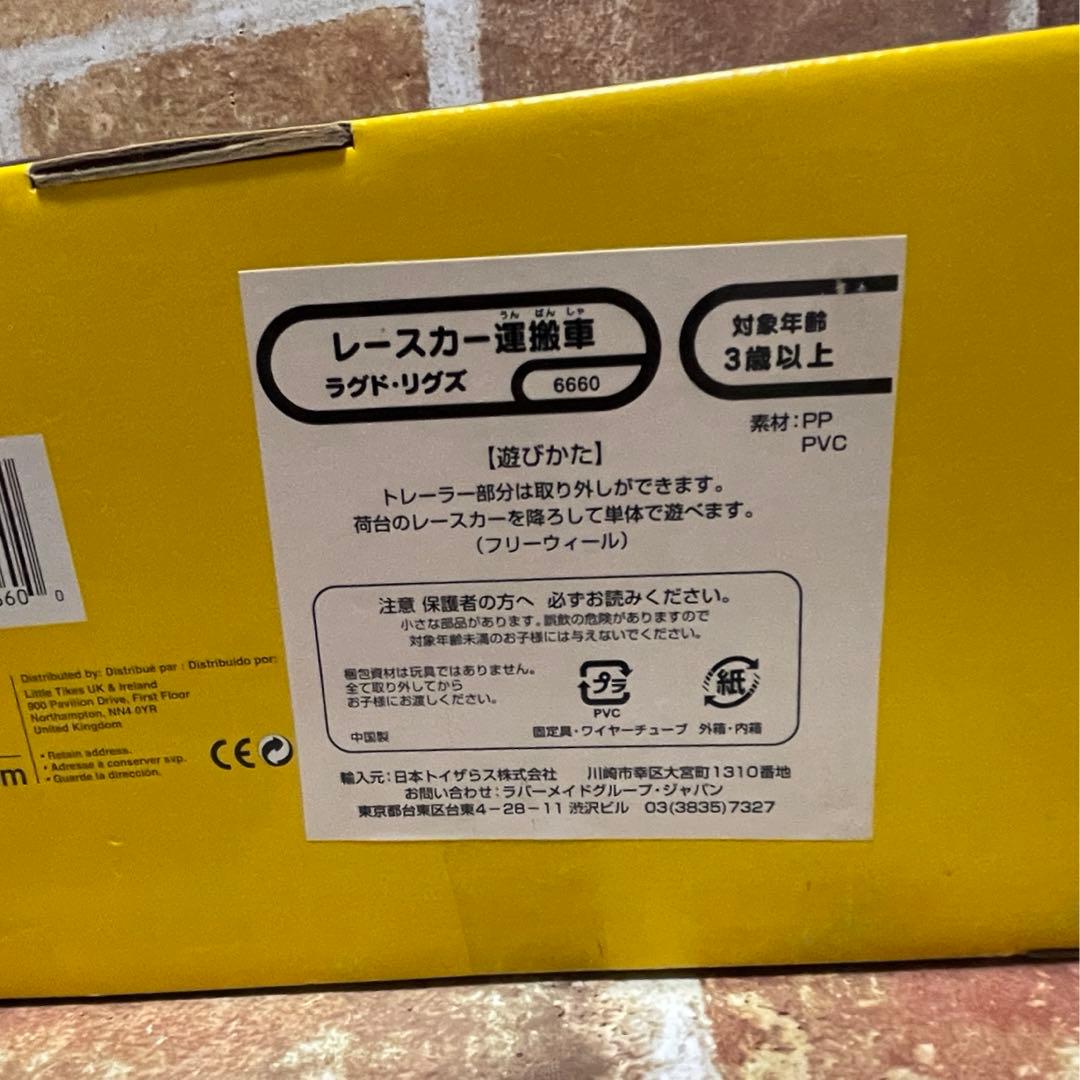 うん ぱん しゃ
レースカー運搬車
ラグド・リグズ
6660
対象年齢
3歳以上
素材:PP
PVC
【遊びかた】
トレーラー部分は取り外しができます。
荷台のレースカーを降ろして単体で遊べます。
(フリーウィール)
注意 保護者の方へ 必ずお読みください。
小さな部品があります。誤飲の危険がありますので
対象年齢未満のお子様には与えないでください。
梱包資材は玩具ではありません。
全て取り外してから
お子様にお渡しください。
中国製
プラ
PVC
固定具・ワイヤーチューブ
紙
外箱・内箱
輸入元:日本トイザらス株式会社 川崎市幸区大宮町1310番地
お問い合わせ:ラバーメイドグループ・ジャパン
東京都台東区台東4-28-11 渋沢ビル 03(3835)7327
660 0
Distributed by: Distribué par : Distribuido por:
Little Tikes UK & Ireland
900 Pavilion Drive, First Floor
Northampton, NN4 0YR
United Kingdom
• Retain address.
• Adresse a conserver svp.
• Guarde la dirección.
m
CE